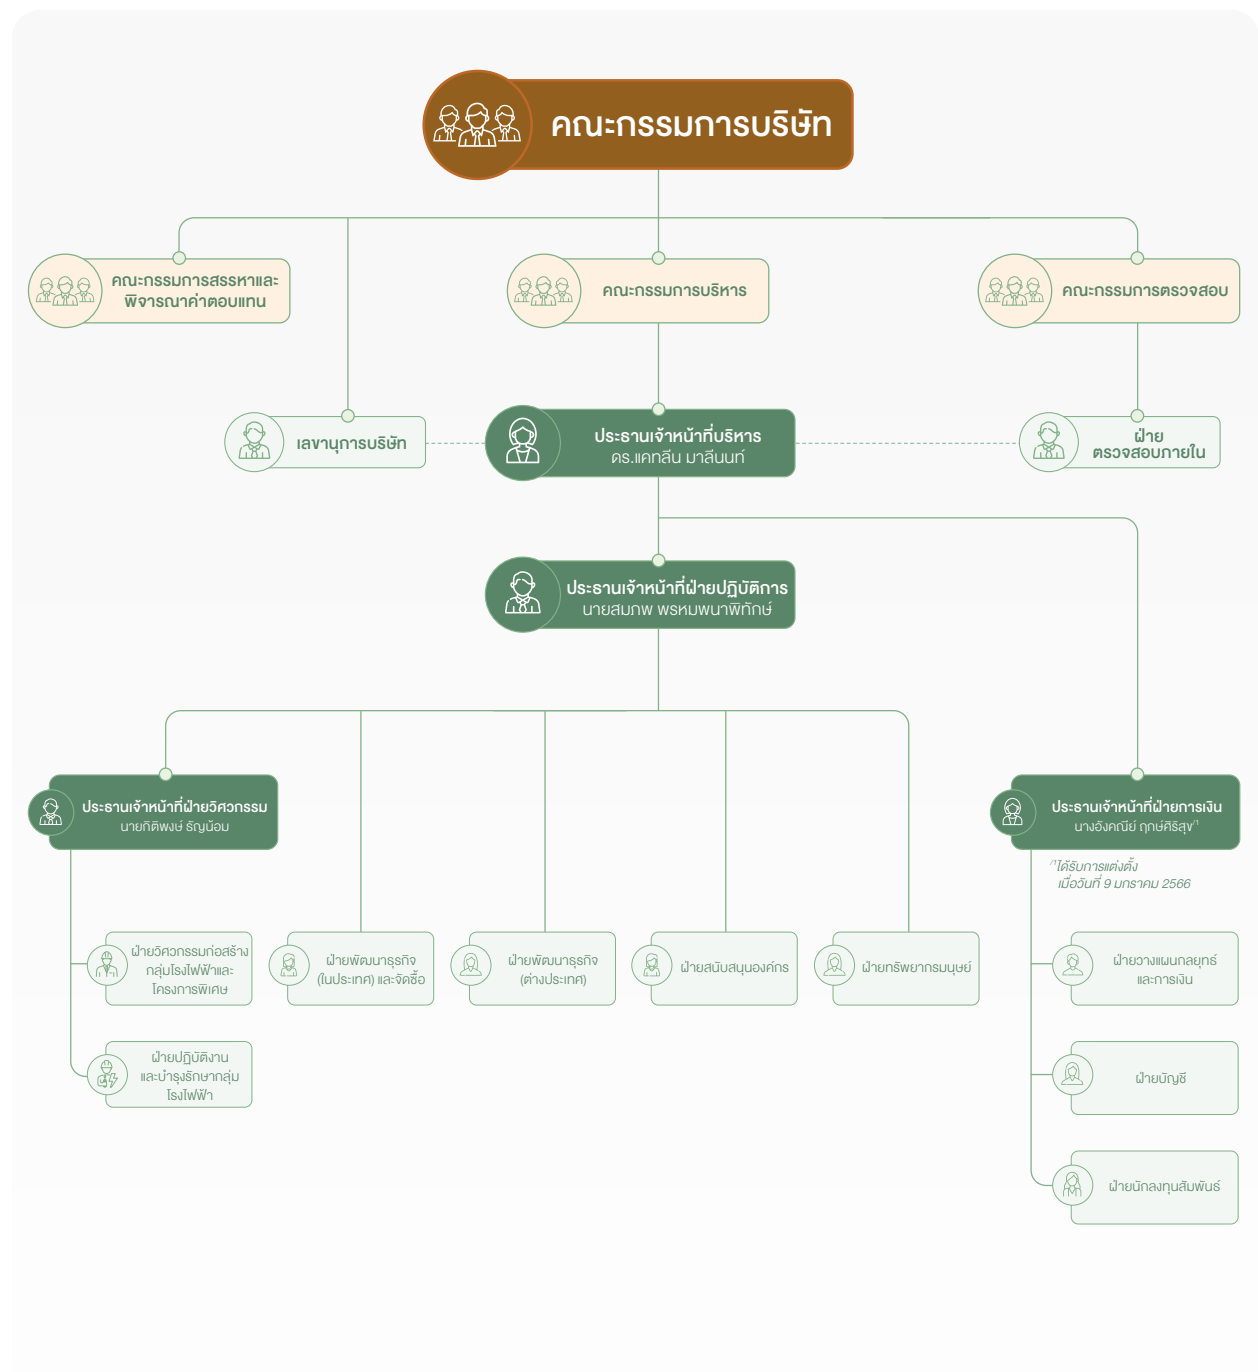 คณะกรรมการบริษัท
คณะกรรมการสรรหาและ
พิจารณาค่าตอบแทน
คณะกรรมการบริหาร
คณะกรรมการตรวจสอบ
เลขานุการบริษัท
ประธานเจ้าหน้าที่บริหาร
ดร.แคทลีน มาลีนนท์
ฝ่าย
ตรวจสอบภายใน
ประธานเจ้าหน้าที่ฝ่ายปฏิบัติการ
นายสมภพ พรหมพนาพิทักษ์
ประธานเจ้าหน้าที่ฝ่ายวิศวกรรม
นายกิติพงษ์ ธัญน้อม
ประธานเจ้าหน้าที่ฝ่ายการเงิน
นางอังคณีย์ ฤกษ์ศิริสุข/1
/1ได้รับการแต่งตั้ง
เมื่อวันที่ 9 มกราคม 2566
ฝ่ายวิศวกรรมก่อสร้าง
กลุ่มโรงไฟฟ้าและ
โครงการพิเศษ
ฝ่ายพัฒนาธุรกิจ
(ในประเทศ) และจัดซื้อ
ฝ่ายพัฒนาธุรกิจ
(ต่างประเทศ)
ฝ่ายสนับสนุนองค์กร
ฝ่ายทรัพยากรมนุษย์
ฝ่ายวางแผนกลยุทธ์
และการเงิน
ฝ่ายปฏิบัติงาน
และบำรุงรักษากลุ่ม
โรงไฟฟ้า
ฝ่ายบัญชี
ฝ่ายนักลงทุนสัมพันธ์